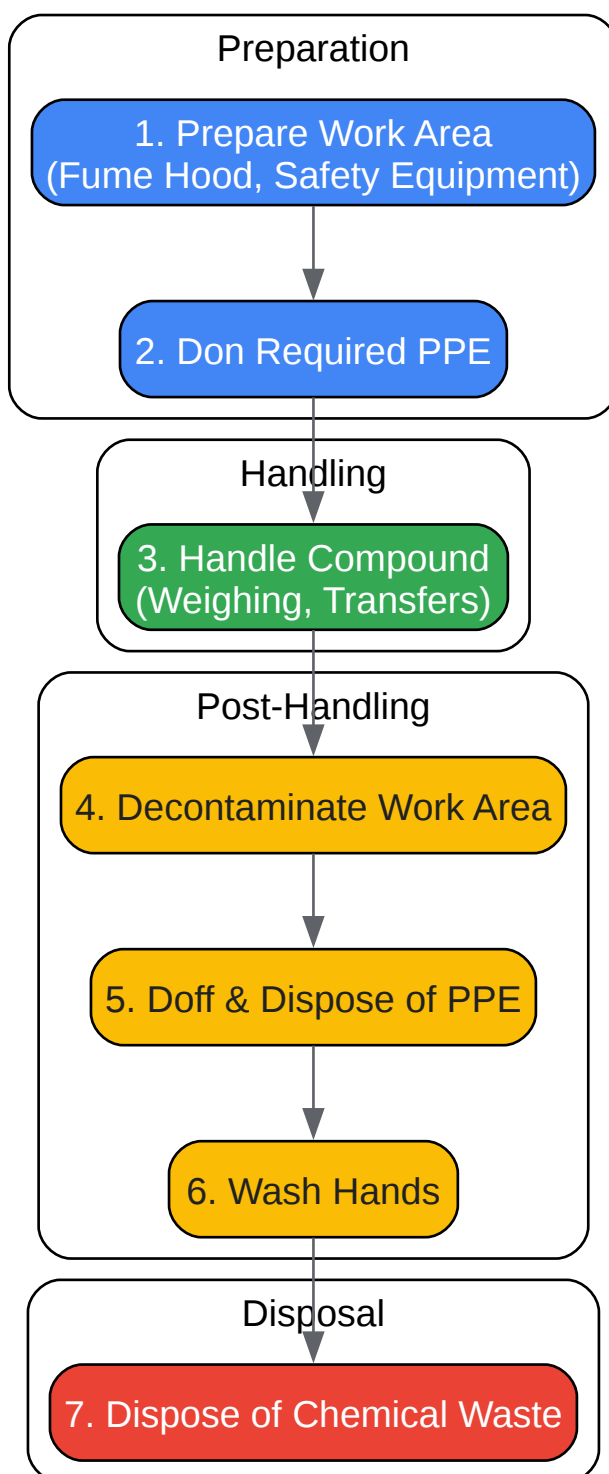 Preparation
1. Prepare Work Area
(Fume Hood, Safety Equipment)
2. Don Required PPE
Handling
3. Handle Compound
(Weighing, Transfers)
Post-Handling
4. Decontaminate Work Area
5. Doff & Dispose of PPE
6. Wash Hands
Disposal
7. Dispose of Chemical Waste